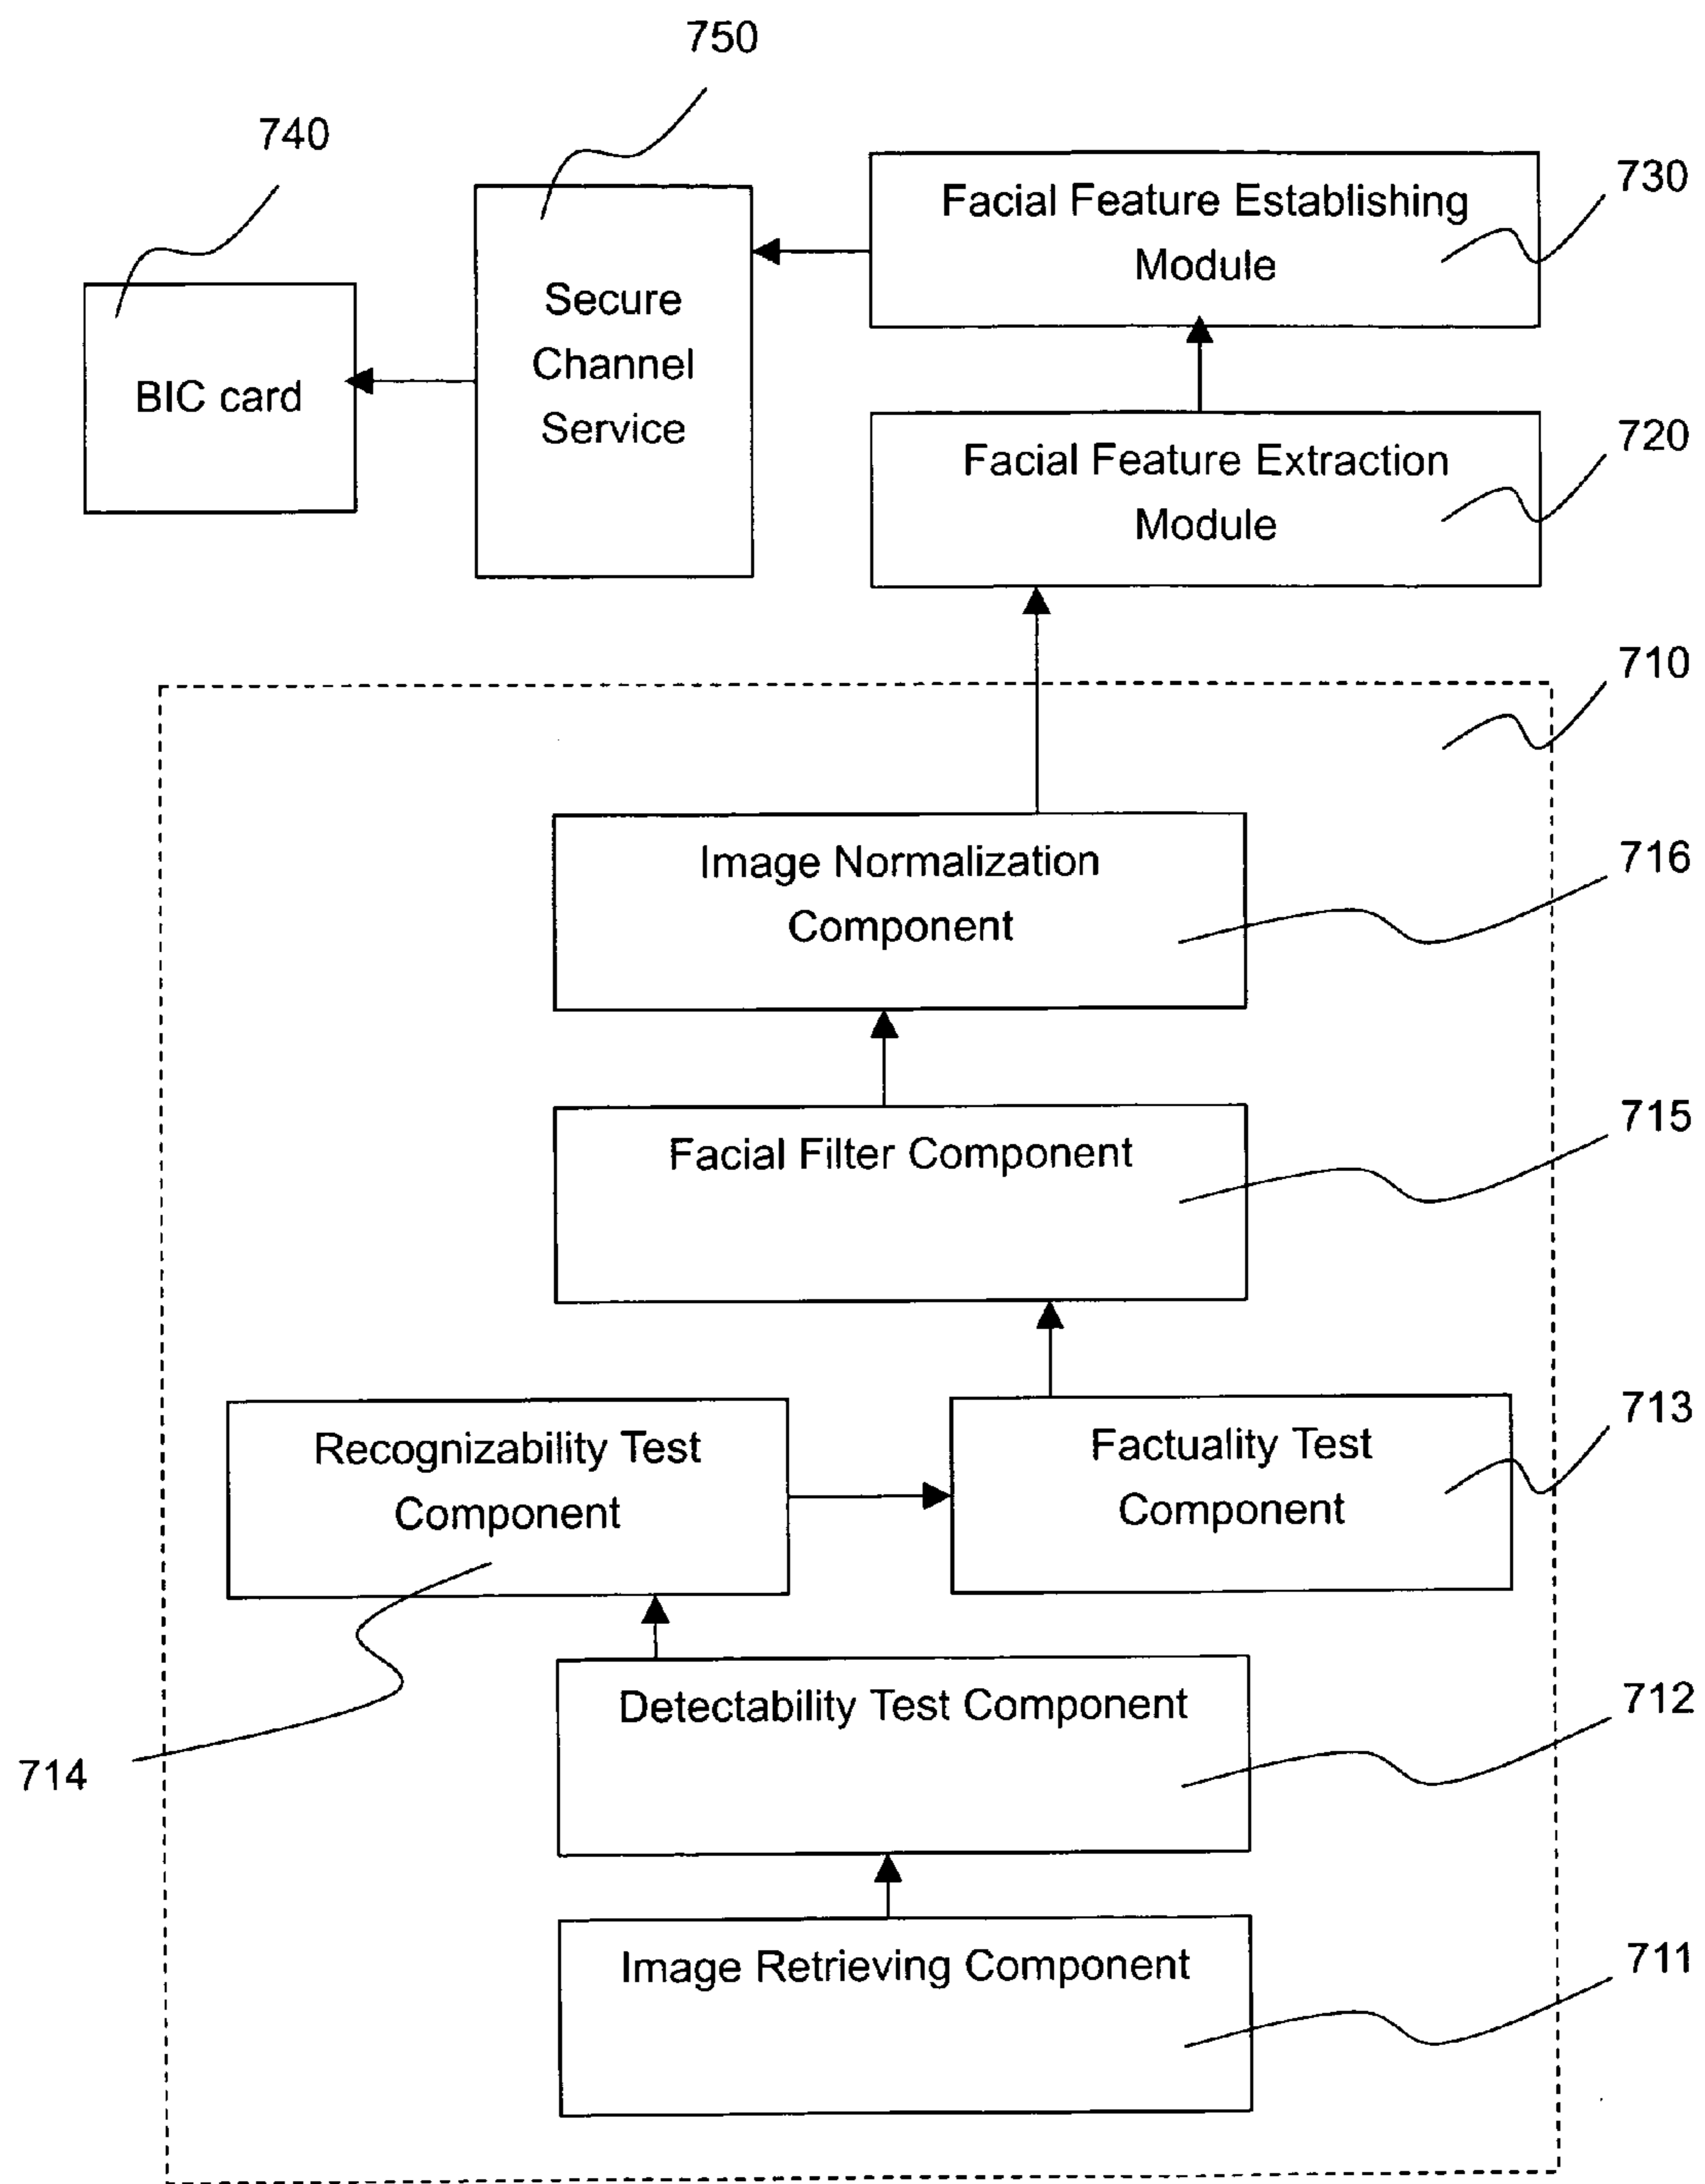 750
740
Facial Feature Establishing
Module
730
Secure
Channel
Service
BIC card
Facial Feature Extraction
Module
720
710
Image Normalization
Component
716
Facial Filter Component
715
Recognizability Test
Component
Factuality Test
Component
713
Detectability Test Component
712
714
Image Retrieving Component
711